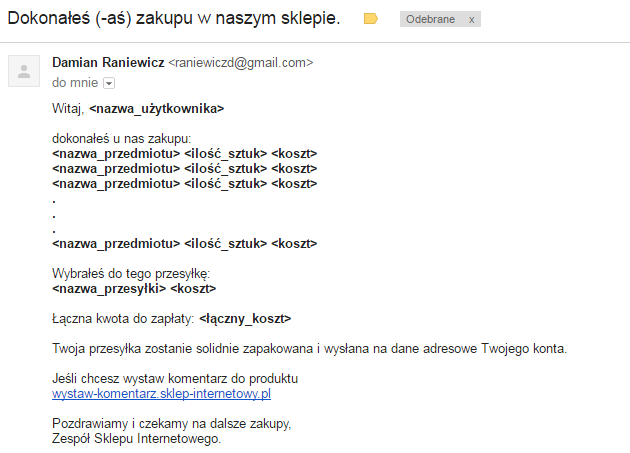 Dokonałeś (-aś) zakupu w naszym sklepie. Odebrane x
Damian Raniewicz <raniewiczd@gmail.com>
do mnie
Witaj, <nazwa_użytkownika>
dokonałeś u nas zakupu:
<nazwa_przedmiotu> <ilość_sztuk> <koszt>
<nazwa_przedmiotu> <ilość_sztuk> <koszt>
<nazwa_przedmiotu> <ilość_sztuk> <koszt>
.
.
.
<nazwa_przedmiotu> <ilość_sztuk> <koszt>
Wybrałeś do tego przesyłkę:
<nazwa_przesyłki> <koszt>
Łączna kwota do zapłaty: <łączny_koszt>
Twoja przesyłka zostanie solidnie zapakowana i wysłana na dane adresowe Twojego konta.
Jeśli chcesz wystaw komentarz do produktu
wystaw-komentarz.sklep-internetowy.pl
Pozdrawiamy i czekamy na dalsze zakupy,
Zespół Sklepu Internetowego.